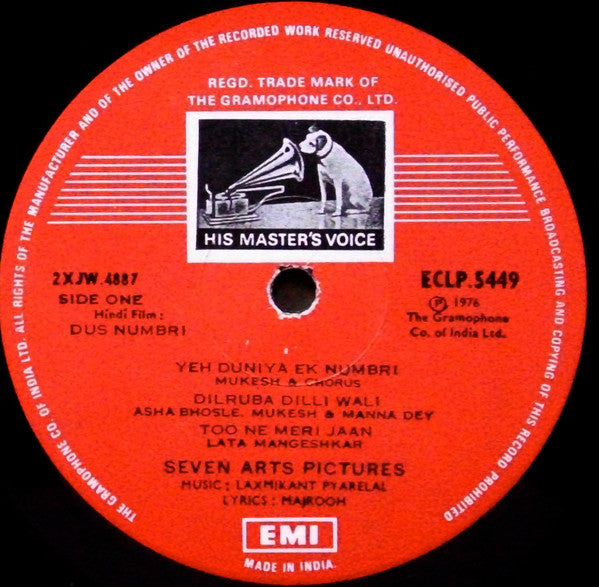 THE GRAMOPHONE CO. OF INDIA LTD. ALL RIGHTS OF THE MANUFACTURER AND OF THE OWNER OF THE RECORDED WORK RESERVED UNAUTHORISED PUBLIC PERFORMANCE BROADCASTING AND COPYING OF THIS RECORD PROHIBITED
REGD. TRADE MARK OF
THE GRAMOPHONE CO., LTD.
HIS MASTER'S VOICE
2XJW.4887
SIDE ONE
Hindi Film :
DUS NUMBRI
ECLP.5449
Ⓟ 1976
The Gramophone
Co. of India Ltd.
YEH DUNIYA EK NUMBRI
MUKESH & CHORUS
DILRUBA DILLI WALI
ASHA BHOSLE, MUKESH & MANNA DEY
TOO NE MERI JAAN
LATA MANGESHKAR
SEVEN ARTS PICTURES
MUSIC : LAXMIKANT PYARELAL
LYRICS : MAJROOH
EMI
MADE IN INDIA.